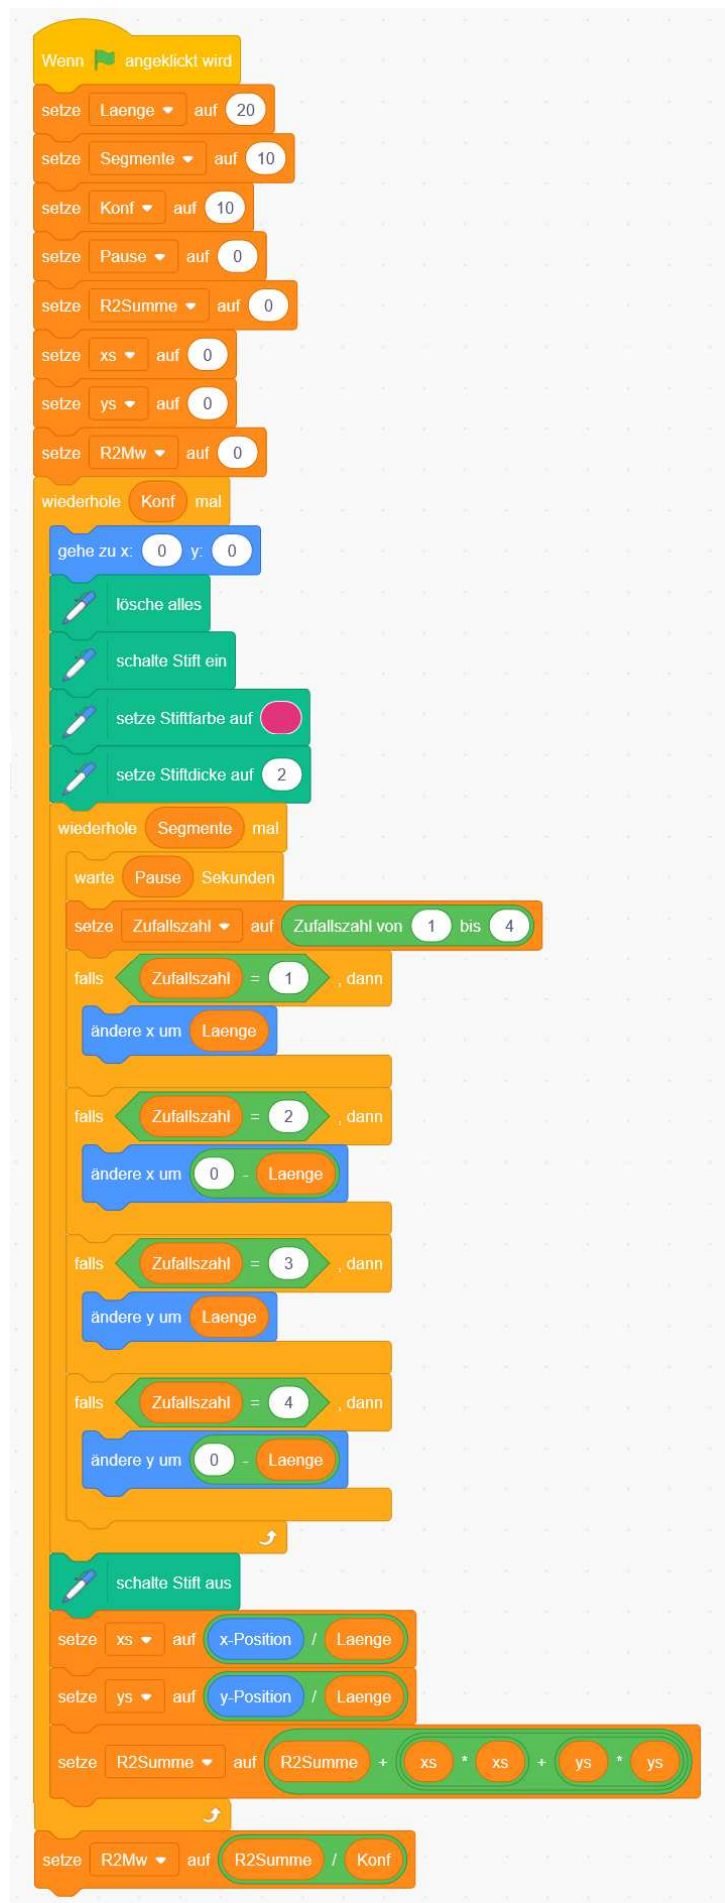 Wenn angeklickt wird
setze Laenge auf 20
setze Segmente auf 10
setze Konf auf 10
setze Pause auf 0
setze R2Summe auf 0
setze xs auf 0
setze ys auf 0
setze R2Mw auf 0
wiederhole Konf mal
gehe zu x: 0 y: 0
lösche alles
schalte Stift ein
setze Stiftfarbe auf
setze Stiftdicke auf 2
wiederhole Segmente mal
warte Pause Sekunden
setze Zufallszahl auf Zufallszahl von 1 bis 4
falls Zufallszahl = 1 , dann
ändere x um Laenge
falls Zufallszahl = 2 , dann
ändere x um 0 - Laenge
falls Zufallszahl = 3 , dann
ändere y um Laenge
falls Zufallszahl = 4 , dann
ändere y um 0 - Laenge
schalte Stift aus
setze xs auf x-Position / Laenge
setze ys auf y-Position / Laenge
setze R2Summe auf R2Summe + xs * xs + ys * ys
setze R2Mw auf R2Summe / Konf